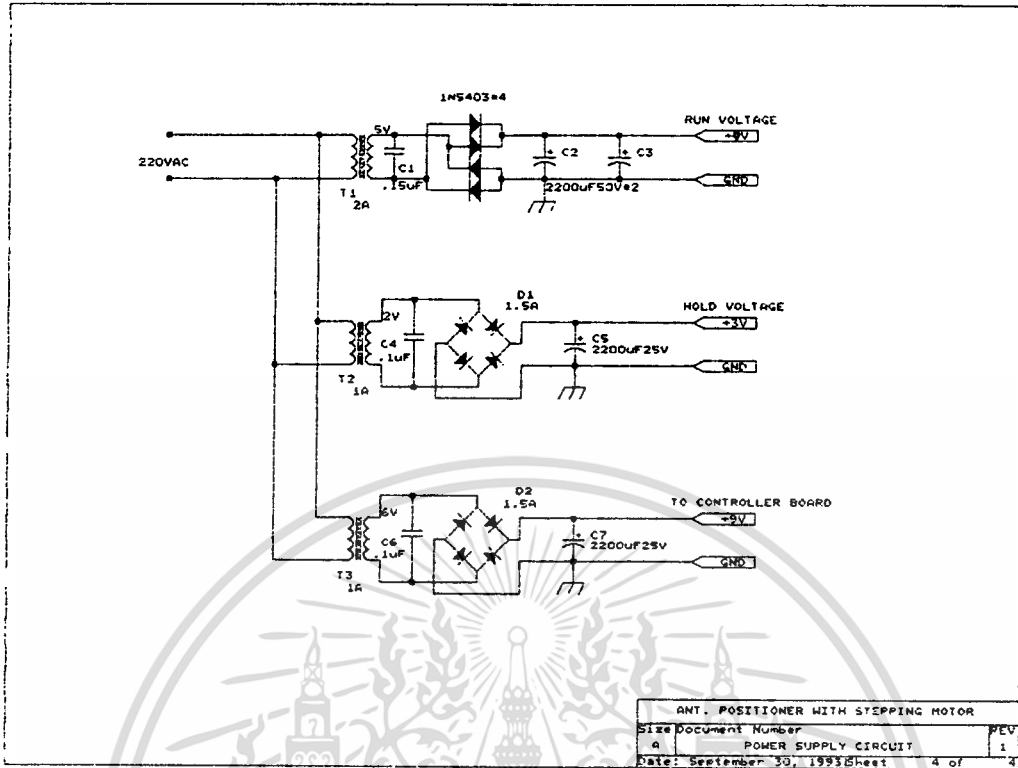 1N5403*4
RUN VOLTAGE
5V
220VAC
C1
.15uF
C2
C3
GND
2200uF50V*2
T1
2A
D1
1.5A
HOLD VOLTAGE
2V
+3V
C4
.1uF
C5
2200uF25V
GND
T2
1A
D2
1.5A
TO CONTROLLER BOARD
6V
+9V
C6
.1uF
C7
2200uF25V
GND
T3
1A
ANT. POSITIONER WITH STEPPING MOTOR
Size Document Number REV
A POWER SUPPLY CIRCUIT 1
Date: September 30, 1993 Sheet 4 of 4